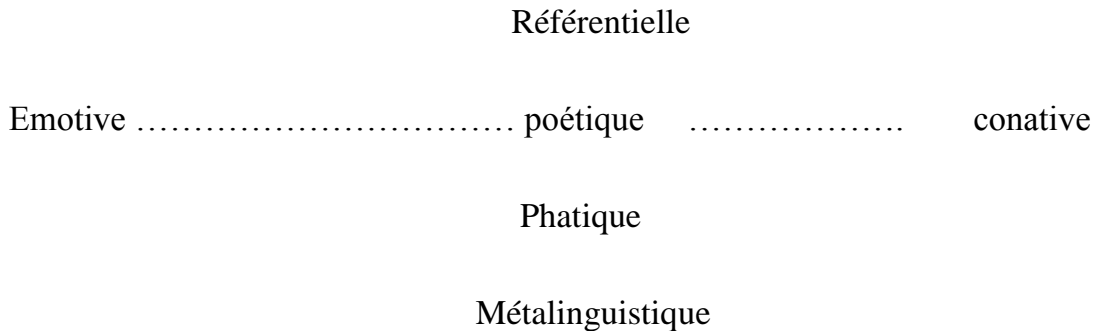 Référentielle
Emotive …………………………… poétique ………………. conative
Phatique
Métalinguistique